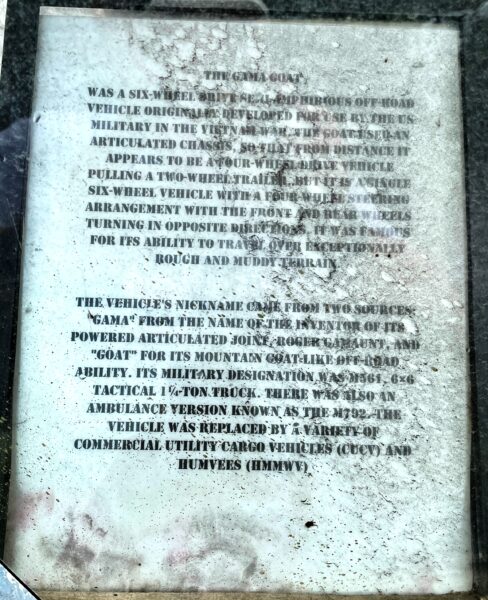 THE GAMA GOAT
WAS A SIX-WHEEL DRIVE SEMI-AMPHIBIOUS OFF-ROAD
VEHICLE ORIGINALLY DEVELOPED FOR USE BY THE US
MILITARY IN THE VIETNAM WAR. THE GOAT USED AN
ARTICULATED CHASSIS, SO THAT FROM DISTANCE IT
APPEARS TO BE A FOUR-WHEEL DRIVE VEHICLE
PULLING A TWO-WHEEL TRAILER, BUT IT IS A SINGLE
SIX-WHEEL VEHICLE WITH A FOUR-WHEEL STEERING
ARRANGEMENT WITH THE FRONT AND REAR WHEELS
TURNING IN OPPOSITE DIRECTIONS. IT WAS FAMOUS
FOR ITS ABILITY TO TRAVEL OVER EXCEPTIONALLY
ROUGH AND MUDDY TERRAIN
THE VEHICLE'S NICKNAME CAME FROM TWO SOURCES
"GAMA" FROM THE NAME OF THE INVENTOR OF ITS
POWERED ARTICULATED JOINT, ROGER GAMAUNT, AND
"GOAT" FOR ITS MOUNTAIN GOAT-LIKE OFF-ROAD
ABILITY. ITS MILITARY DESIGNATION WAS M561, 6×6
TACTICAL 1¼-TON TRUCK. THERE WAS ALSO AN
AMBULANCE VERSION KNOWN AS THE M792. THE
VEHICLE WAS REPLACED BY A VARIETY OF
COMMERCIAL UTILITY CARGO VEHICLES (CUCV) AND
HUMVEES (HMMWV)